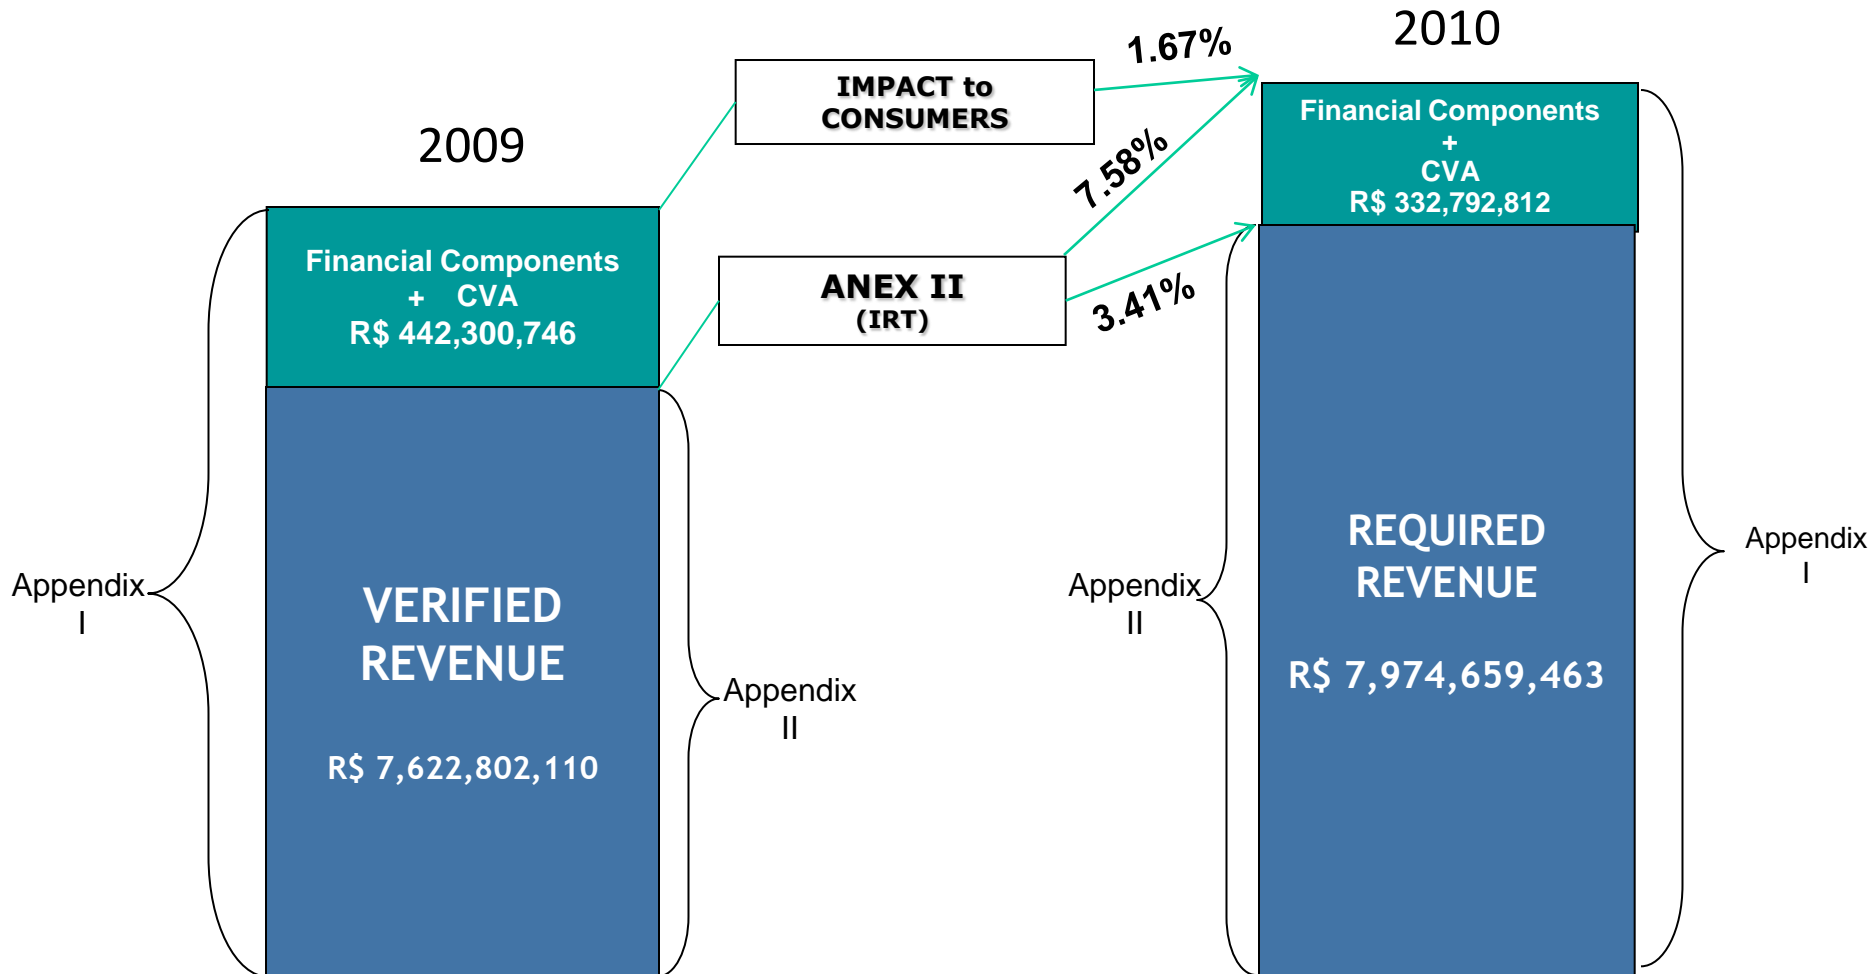 2009
2010
IMPACT to
CONSUMERS
1.67%
7.58%
3.41%
ANEX II
(IRT)
Financial Components
+ CVA
R$ 442,300,746
VERIFIED
REVENUE
R$ 7,622,802,110
Appendix
I
Appendix
II
Financial Components
+
CVA
R$ 332,792,812
REQUIRED
REVENUE
R$ 7,974,659,463
Appendix
II
Appendix
I